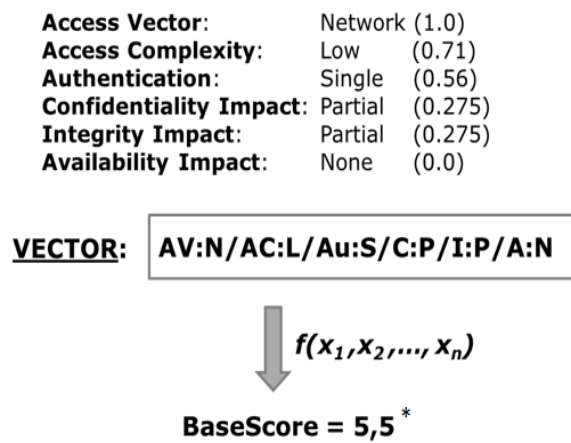 Access Vector: Network (1.0)
Access Complexity: Low (0.71)
Authentication: Single (0.56)
Confidentiality Impact: Partial (0.275)
Integrity Impact: Partial (0.275)
Availability Impact: None (0.0)
VECTOR: AV:N/AC:L/Au:S/C:P/I:P/A:N
f(x₁,x₂,..., xₙ)
BaseScore = 5,5 *